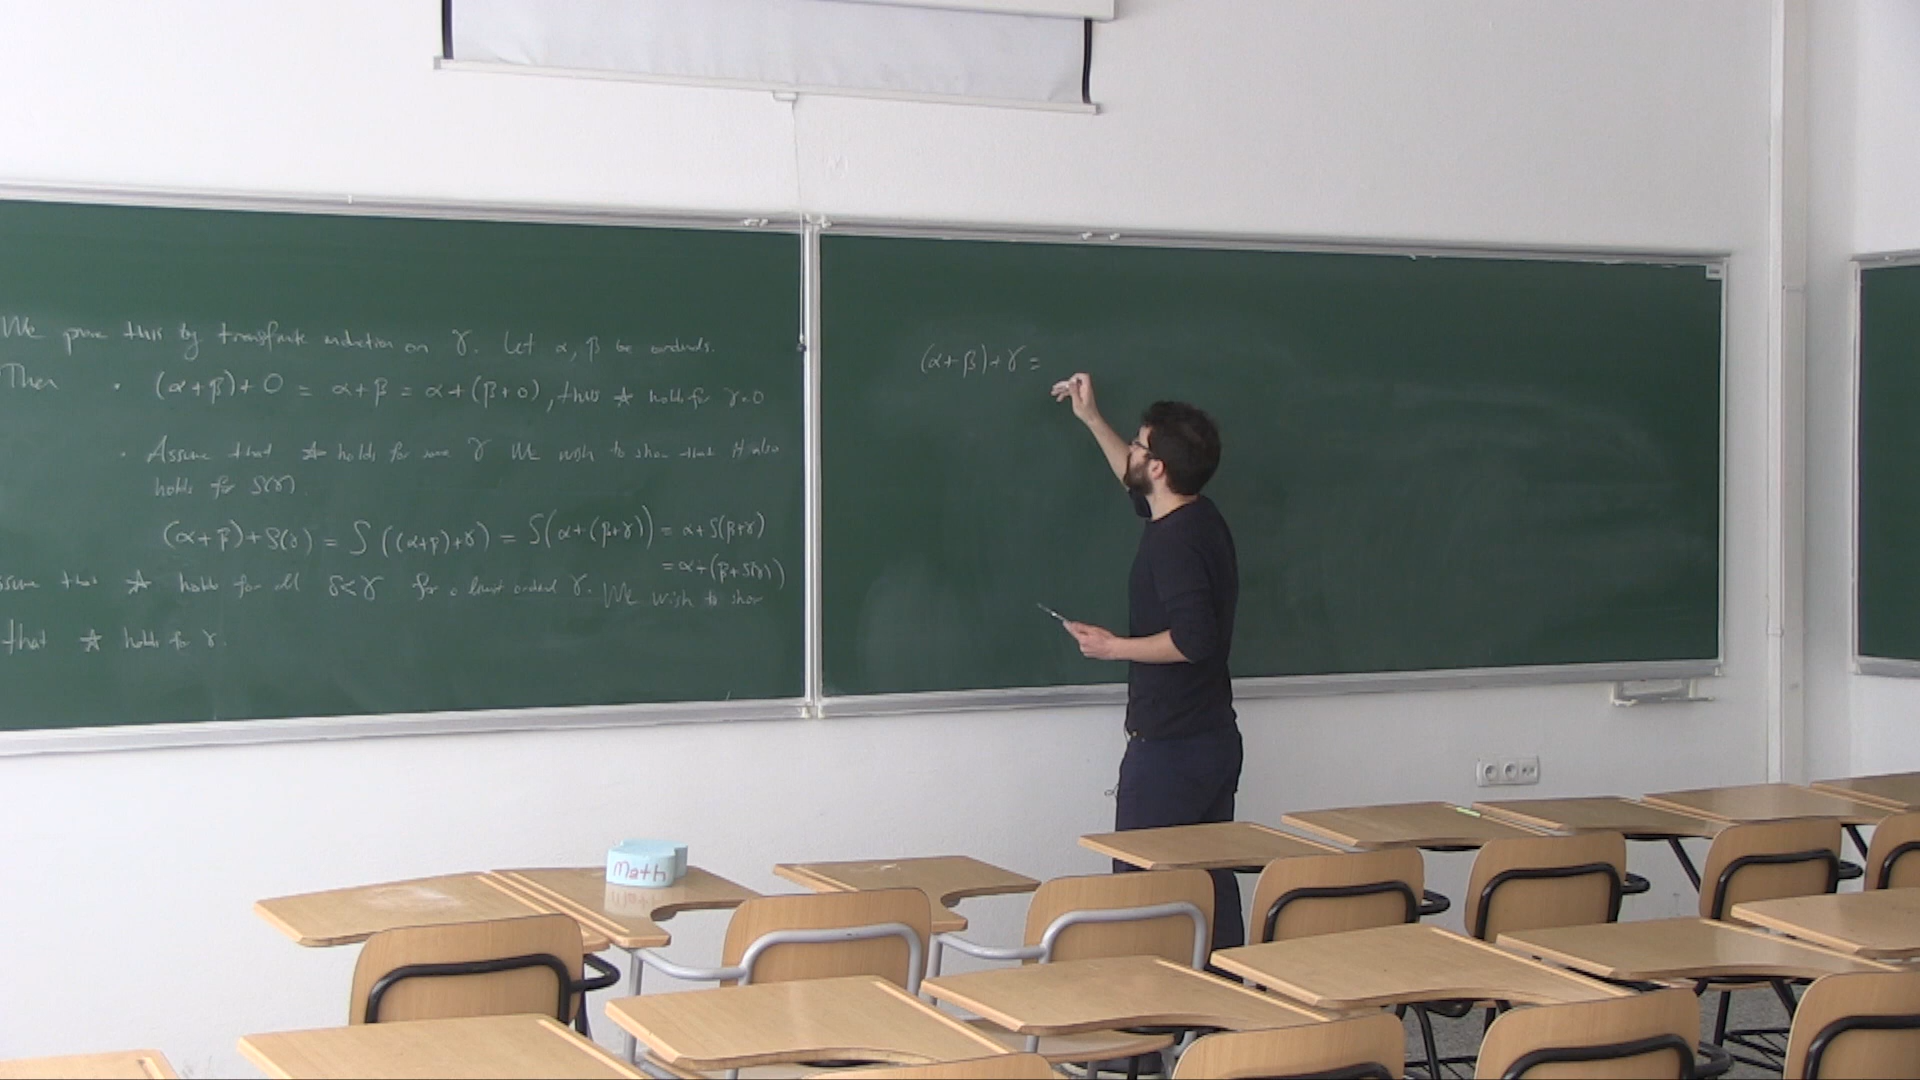 We prove this by transfinite induction on γ. Let α, β be ordinals.
Then • (α+β)+0 = α+β = α+(β+0), thus ☆ holds for γ=0
• Assume that ☆ holds for some γ We wish to show that it also
holds for S(γ).
(α+β)+S(γ) = S((α+β)+γ) = S(α+(β+γ)) = α+S(β+γ)
= α+(β+S(γ))
that ☆ holds for all δ<γ for a limit ordinal γ. We wish to show
that ☆ holds for γ.
(α+β)+γ =
Math